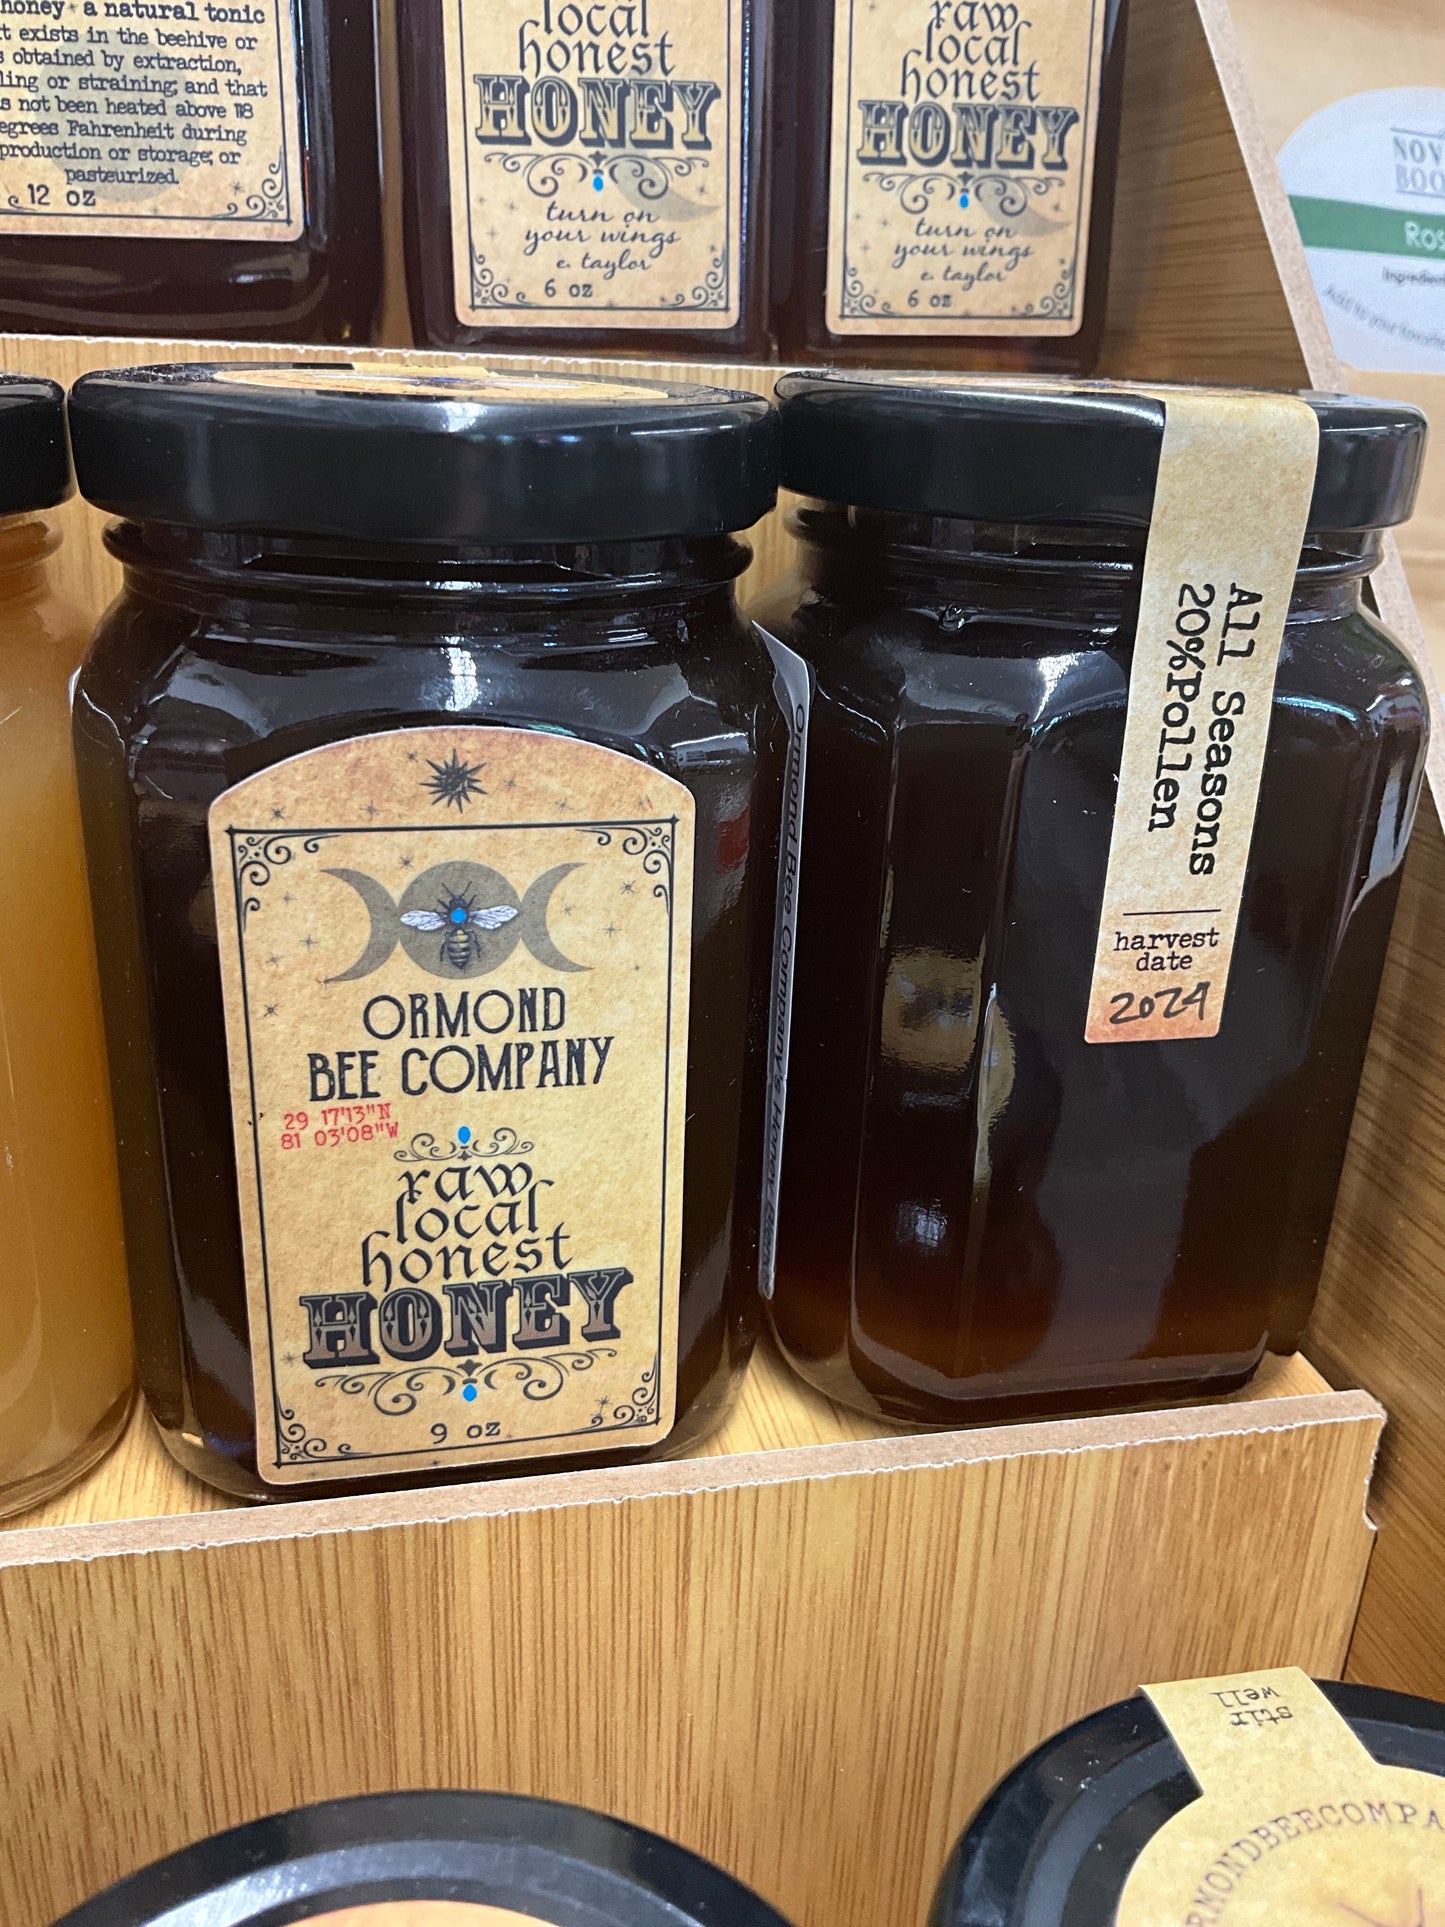 honey * a natural tonic
exists in the beehive or
obtained by extraction,
or straining; and that
not been heated above 118
Fahrenheit during
production or storage; or
pasteurized.
12 oz
local
honest
HONEY
turn on
your wings
e. taylor
6 oz
raw
local
honest
HONEY
turn on
your wings
e. taylor
6 oz
ORMOND
BEE COMPANY
29 17'13"N
81 03'08"W
raw
local
honest
HONEY
9 oz
Ormond Bee Company's Honey
All Seasons
20%Pollen
harvest
date
2024
stir
well